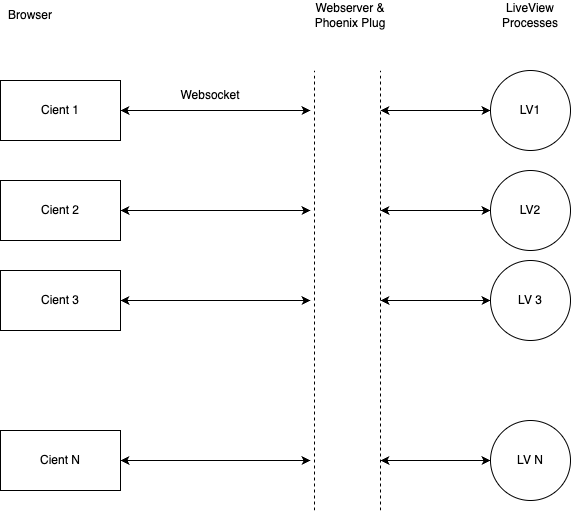 Browser
Webserver &
Phoenix Plug
LiveView
Processes
Cient 1
Websocket
LV1
Cient 2
LV2
Cient 3
LV 3
Cient N
LV N